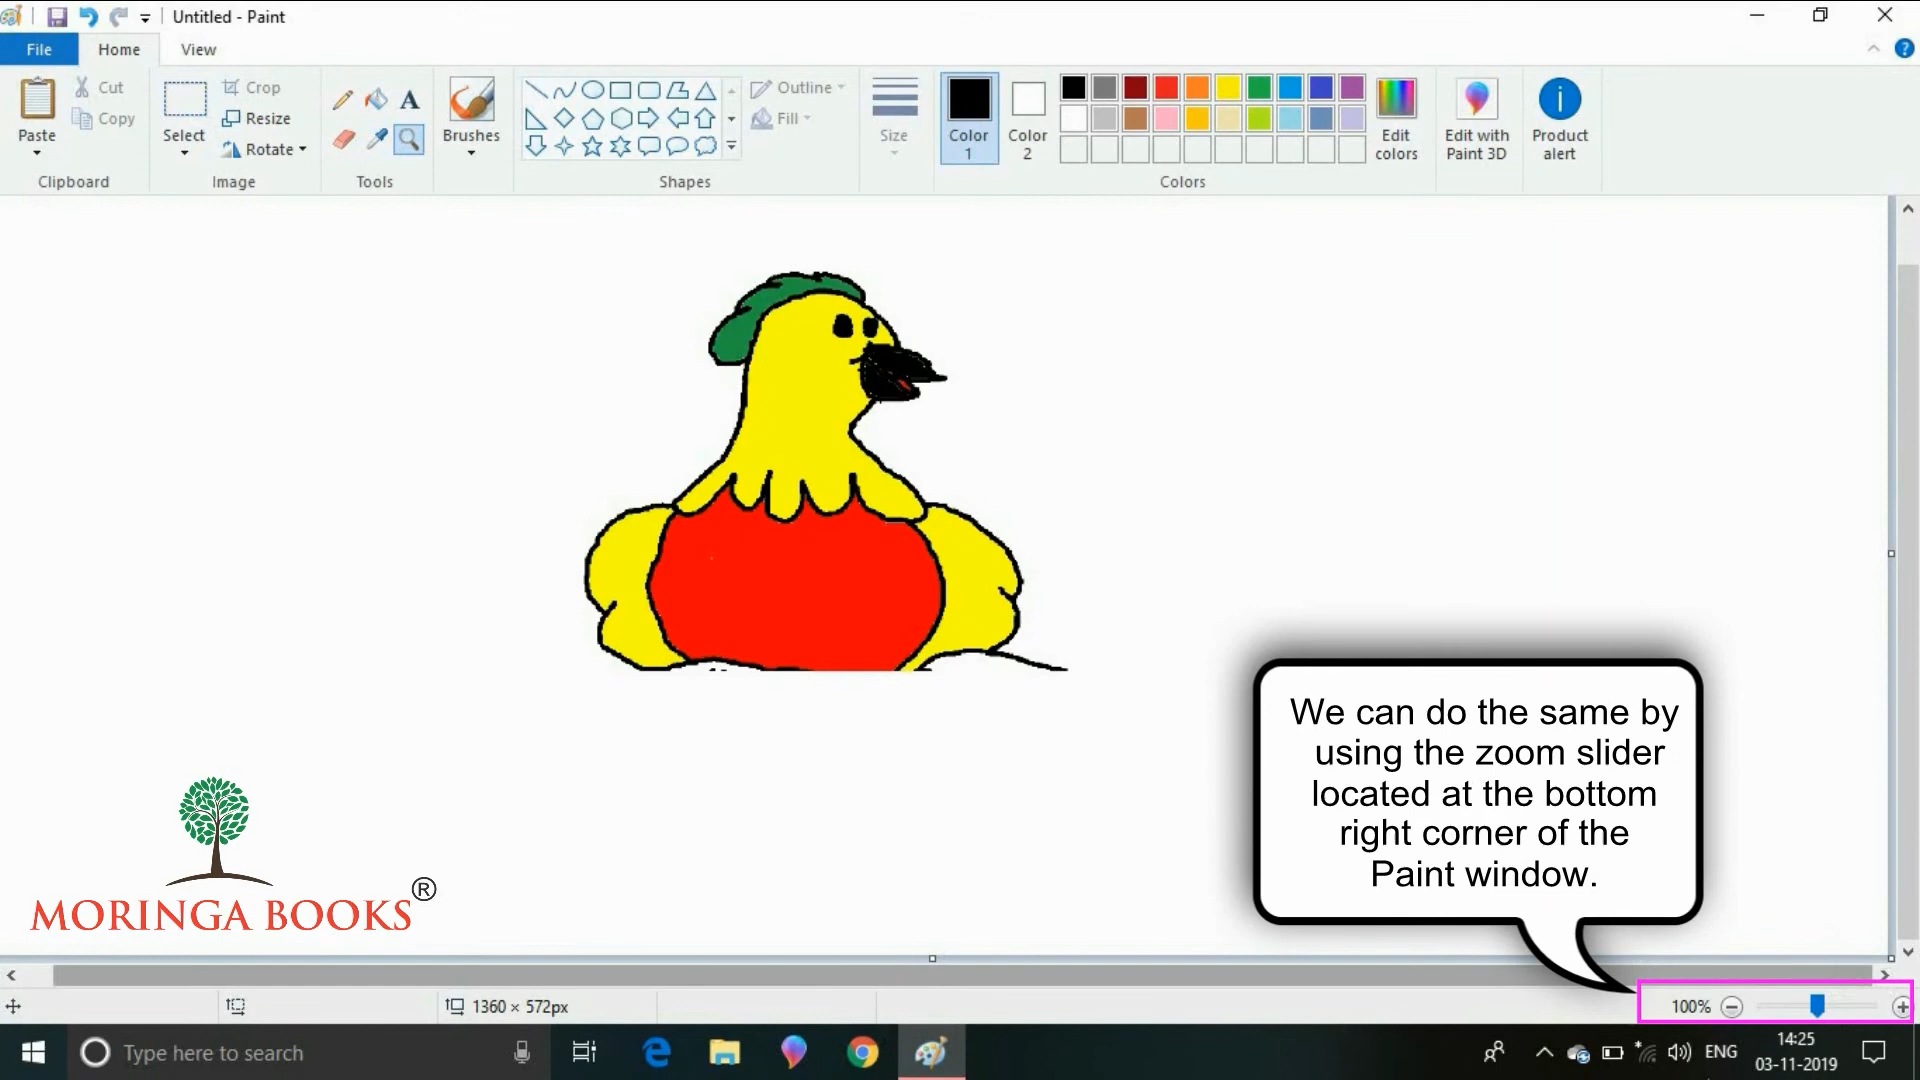 Untitled - Paint
File Home View
Paste
Cut
Copy
Clipboard
Select
Crop
Resize
Rotate
Image
A
Tools
Brushes
Outline
Fill
Shapes
Size
Color
1
Color
2
Edit
colors
Colors
Edit with
Paint 3D
Product
alert
We can do the same by
using the zoom slider
located at the bottom
right corner of the
Paint window.
MORINGA BOOKS®
1360 × 572px
100%
Type here to search
ENG
14:25
03-11-2019